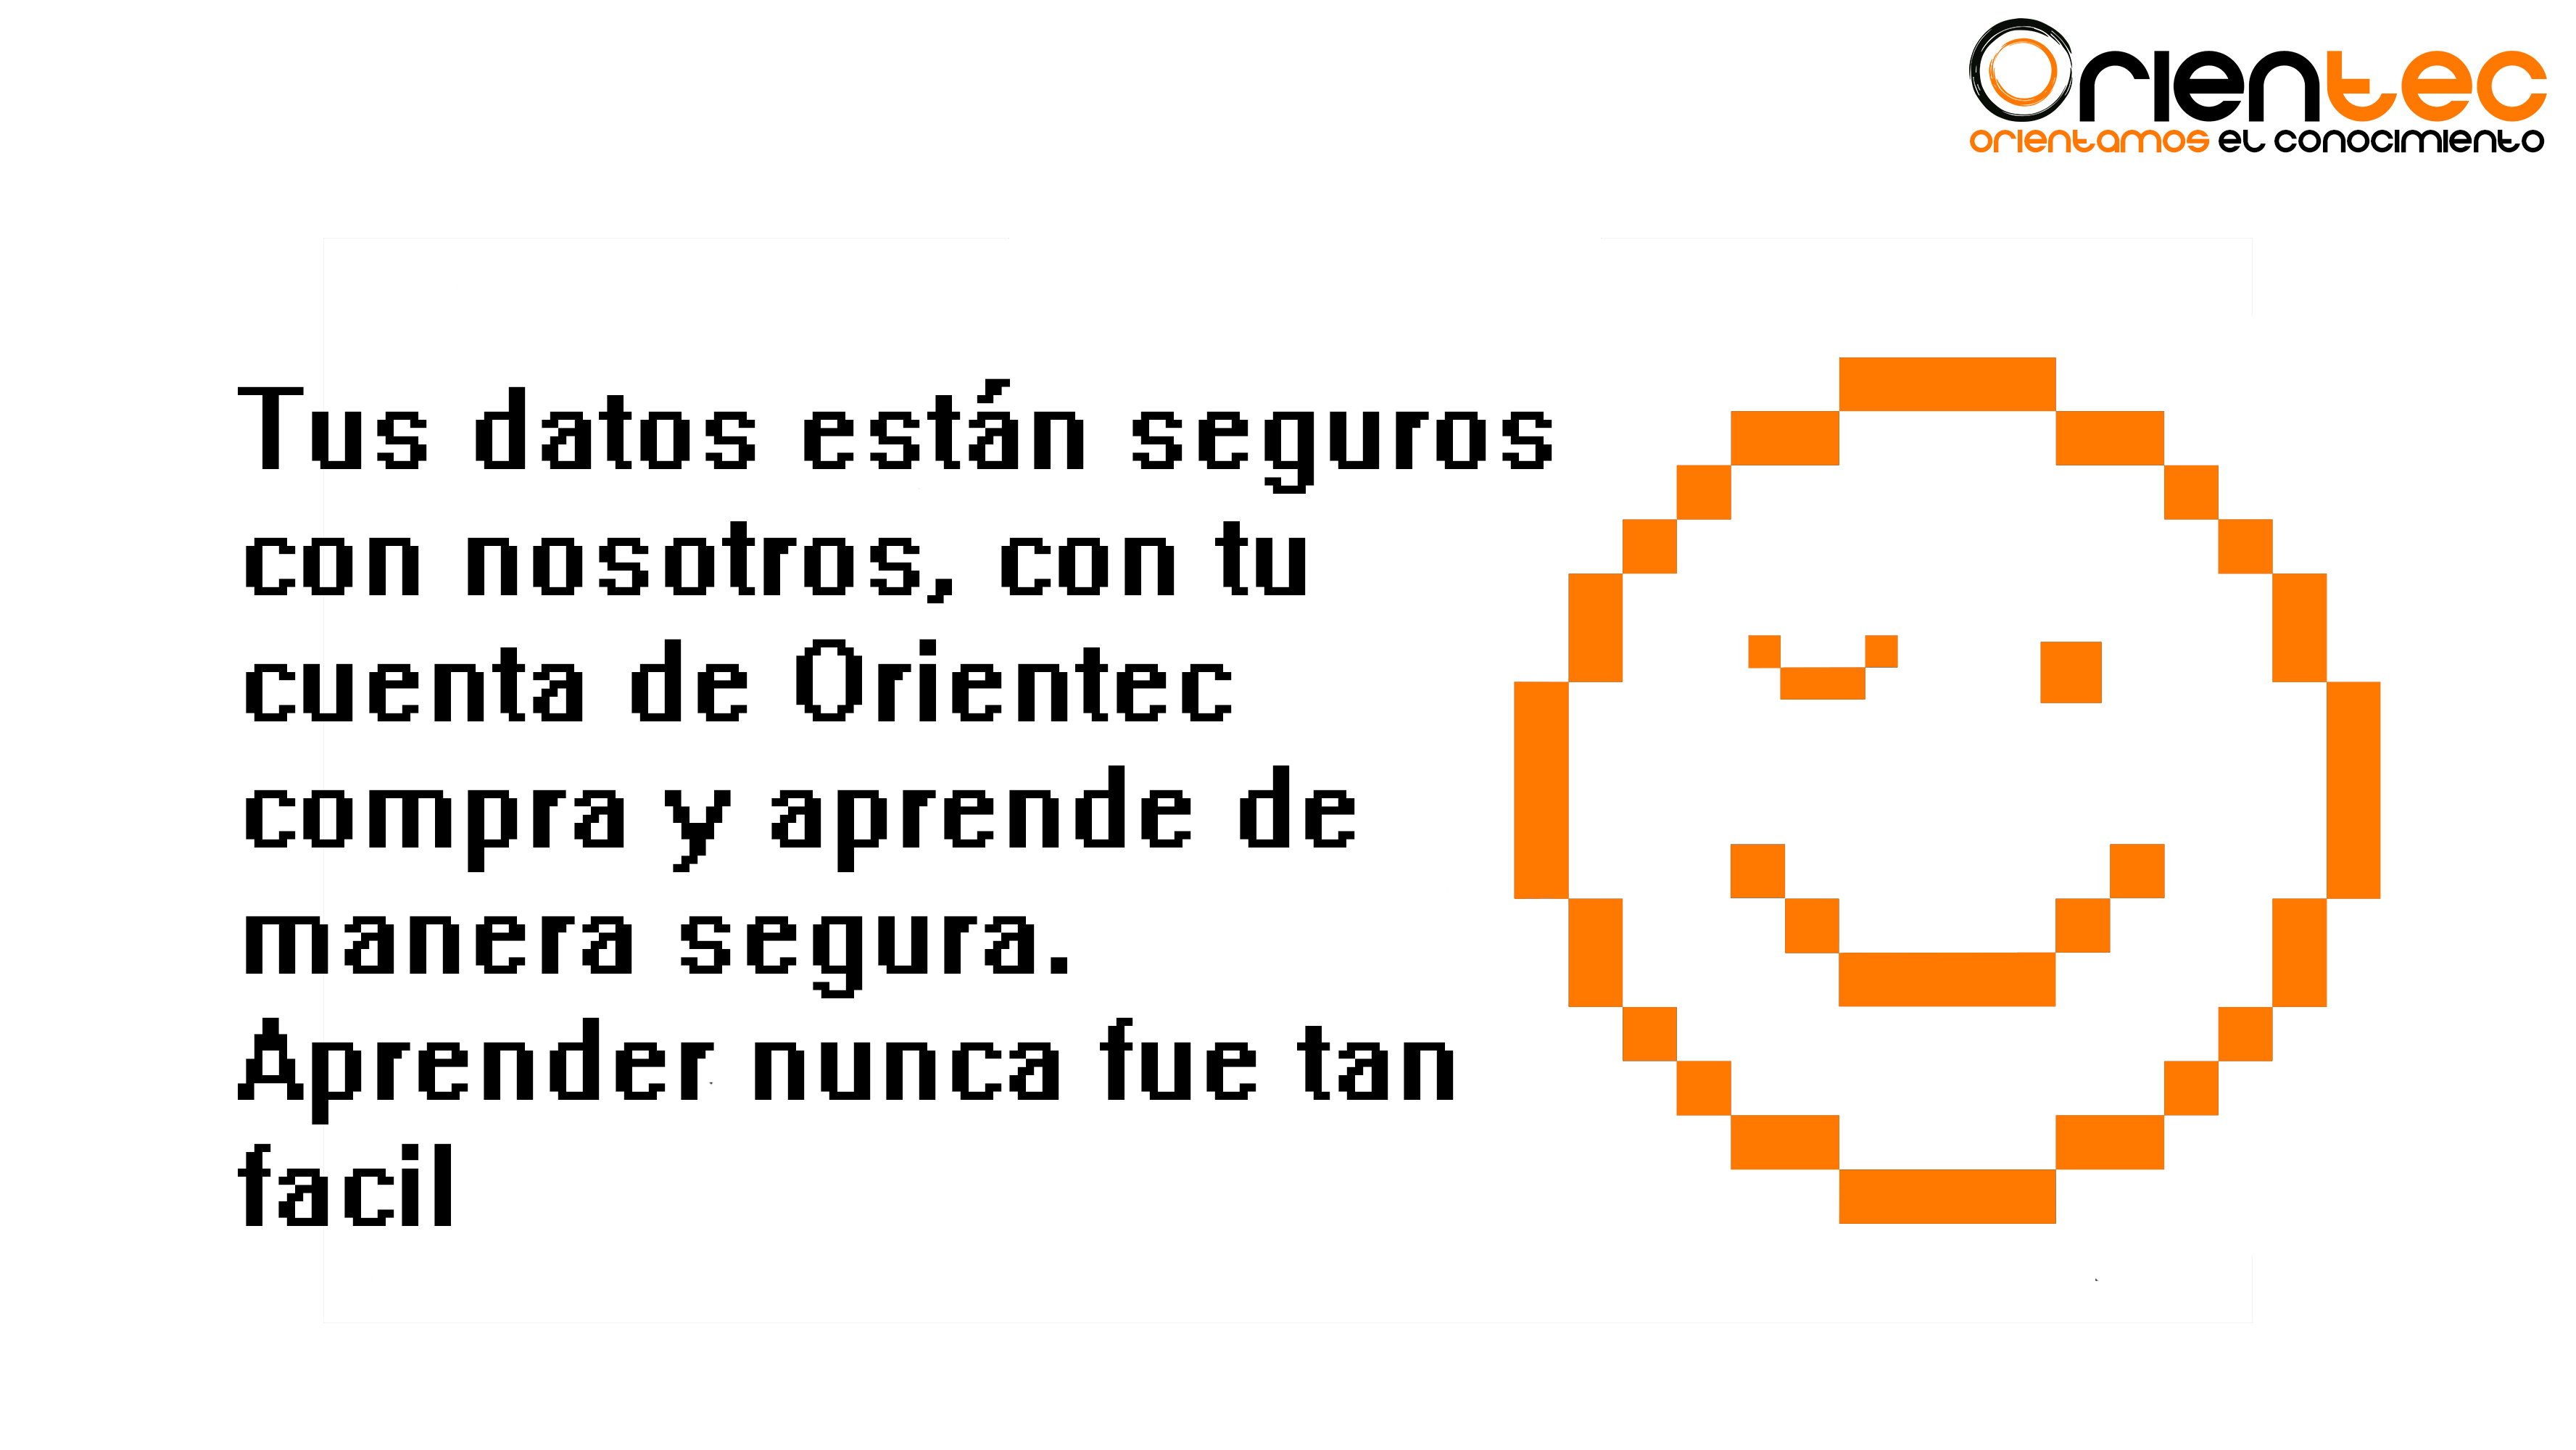 Orientec
orientamos el conocimiento
Tus datos están seguros
con nosotros, con tu
cuenta de Orientec
compra y aprende de
manera segura.
Aprender nunca fue tan
facil